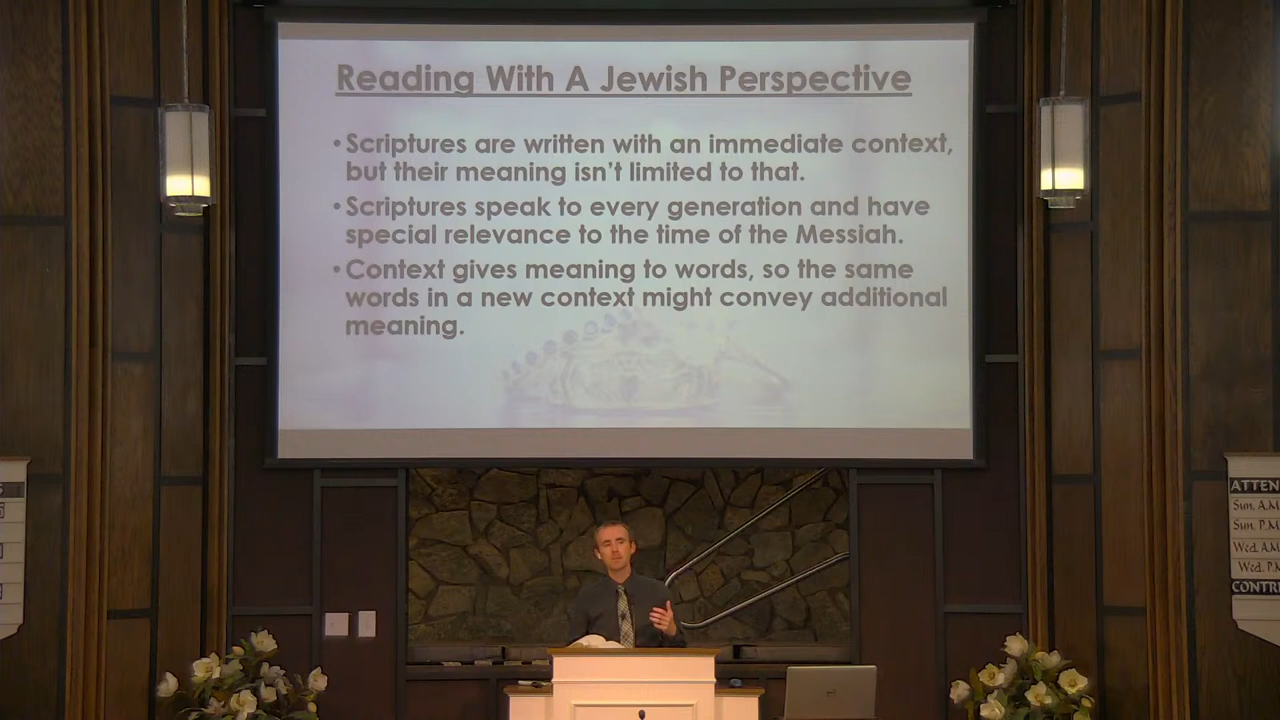 Reading With A Jewish Perspective
• Scriptures are written with an immediate context,
but their meaning isn't limited to that.
• Scriptures speak to every generation and have
special relevance to the time of the Messiah.
• Context gives meaning to words, so the same
words in a new context might convey additional
meaning.
ATTEN
Sun. A.M
Sun. P.M
Wed. A.M
Wed. P.M
CONTR